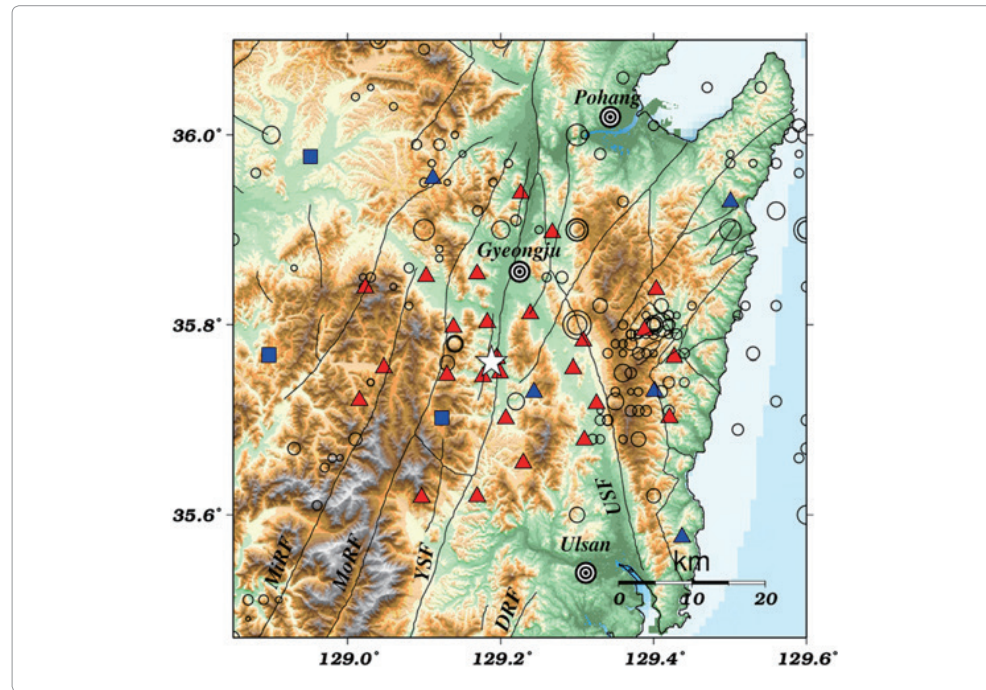 Pohang
36.0°
Gyeongju
35.8°
USF
35.6°
Ulsan
km
MiRF
MoRF
YSF
DRF
0 10 20
129.0° 129.2° 129.4° 129.6°